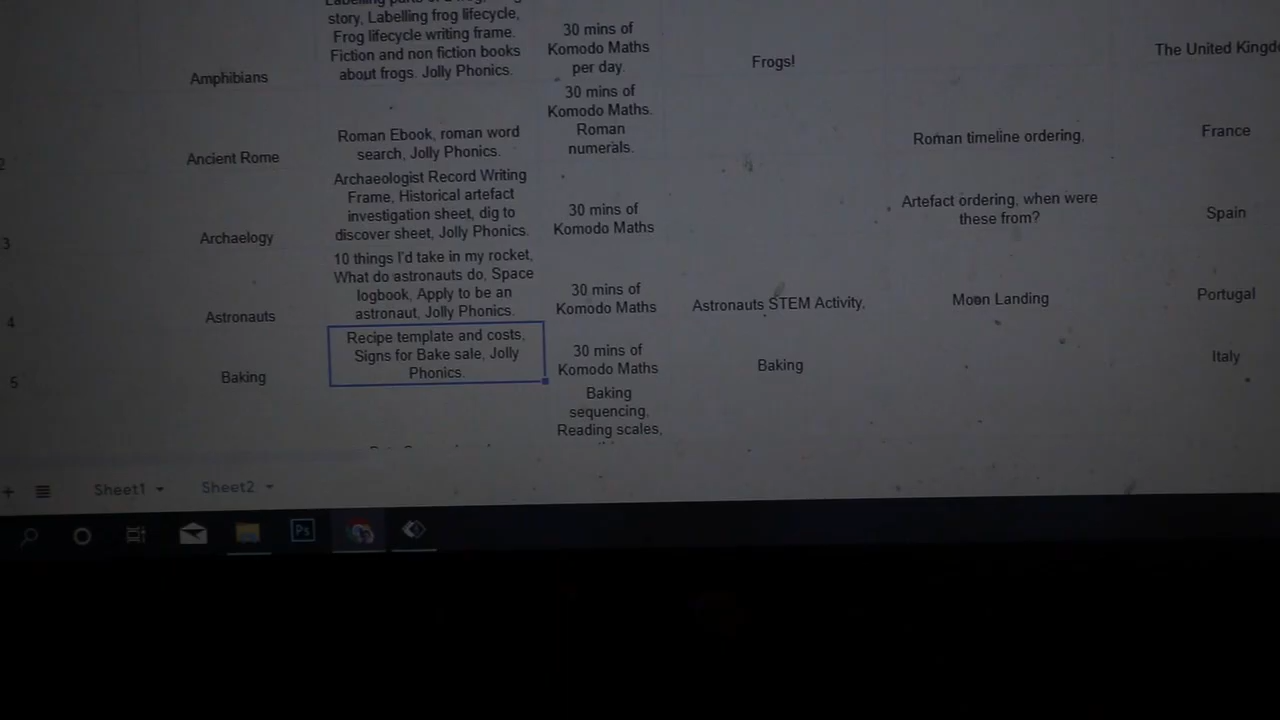 story, Labelling frog lifecycle,
Frog lifecycle writing frame.
Fiction and non fiction books
about frogs. Jolly Phonics.
Amphibians
30 mins of
Komodo Maths
per day.
Frogs!
The United Kingdo
2
Ancient Rome
Roman Ebook, roman word
search, Jolly Phonics.
30 mins of
Komodo Maths.
Roman
numerals.
Roman timeline ordering,
France
3
Archaelogy
Archaeologist Record Writing
Frame, Historical artefact
investigation sheet, dig to
discover sheet, Jolly Phonics.
30 mins of
Komodo Maths
Artefact ordering, when were
these from?
Spain
4
Astronauts
10 things I'd take in my rocket,
What do astronauts do, Space
logbook, Apply to be an
astronaut, Jolly Phonics.
30 mins of
Komodo Maths
Astronauts STEM Activity,
Moon Landing
Portugal
5
Baking
Recipe template and costs,
Signs for Bake sale, Jolly
Phonics.
30 mins of
Komodo Maths
Baking
Italy
Baking
sequencing,
Reading scales,
Sheet1
Sheet2
Ps